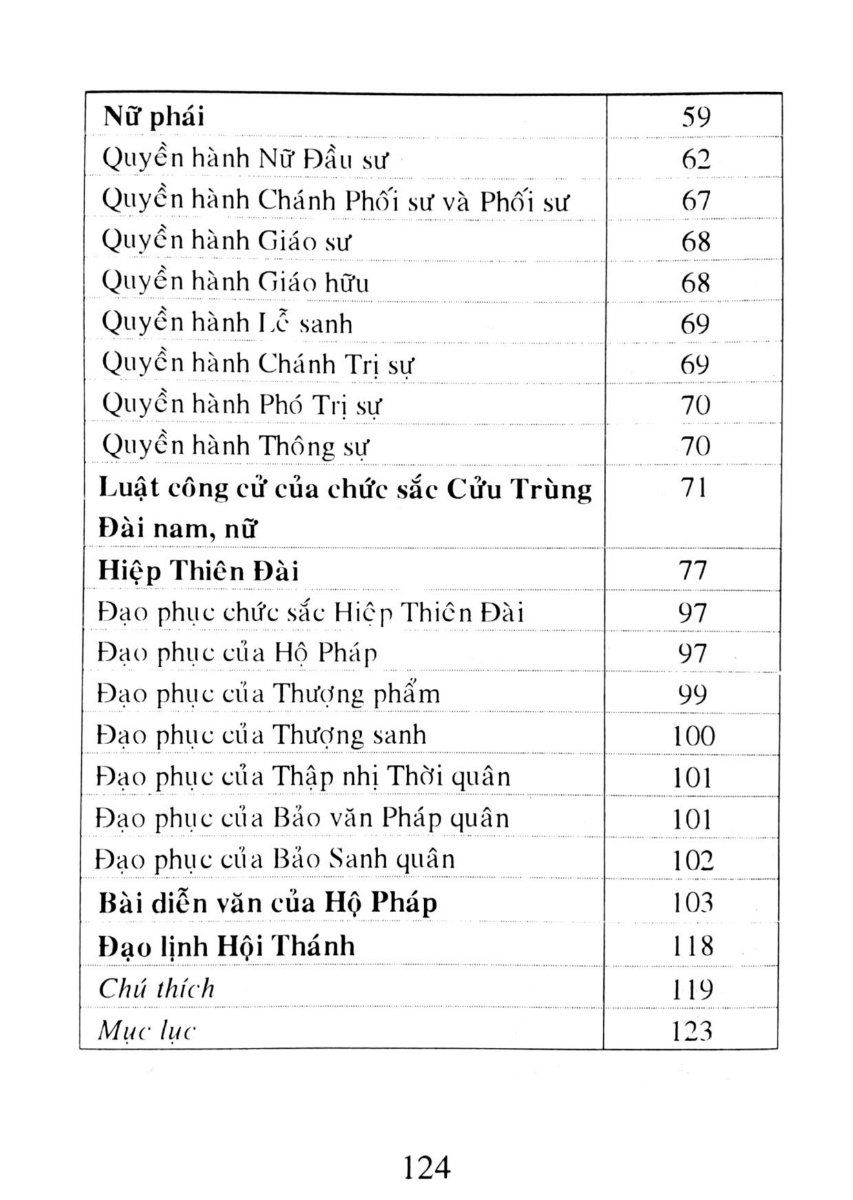 Nữ phái 59
Quyền hành Nữ Đầu sư 62
Quyền hành Chánh Phối sư và Phối sư 67
Quyền hành Giáo sư 68
Quyền hành Giáo hữu 68
Quyền hành Lễ sanh 69
Quyền hành Chánh Trị sự 69
Quyền hành Phó Trị sự 70
Quyền hành Thông sự 70
Luật công cử của chức sắc Cửu Trùng 71
Đài nam, nữ
Hiệp Thiên Đài 77
Đạo phục chức sắc Hiệp Thiên Đài 97
Đạo phục của Hộ Pháp 97
Đạo phục của Thượng phẩm 99
Đạo phục của Thượng sanh 100
Đạo phục của Thập nhị Thời quân 101
Đạo phục của Bảo văn Pháp quân 101
Đạo phục của Bảo Sanh quân 102
Bài diễn văn của Hộ Pháp 103
Đạo lịnh Hội Thánh 118
Chú thích 119
Mục lục 123
124